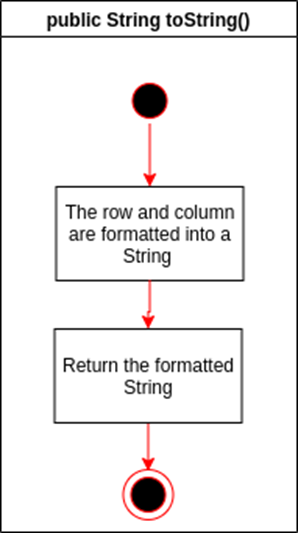 public String toString()
The row and column
are formatted into a
String
Return the formatted
String